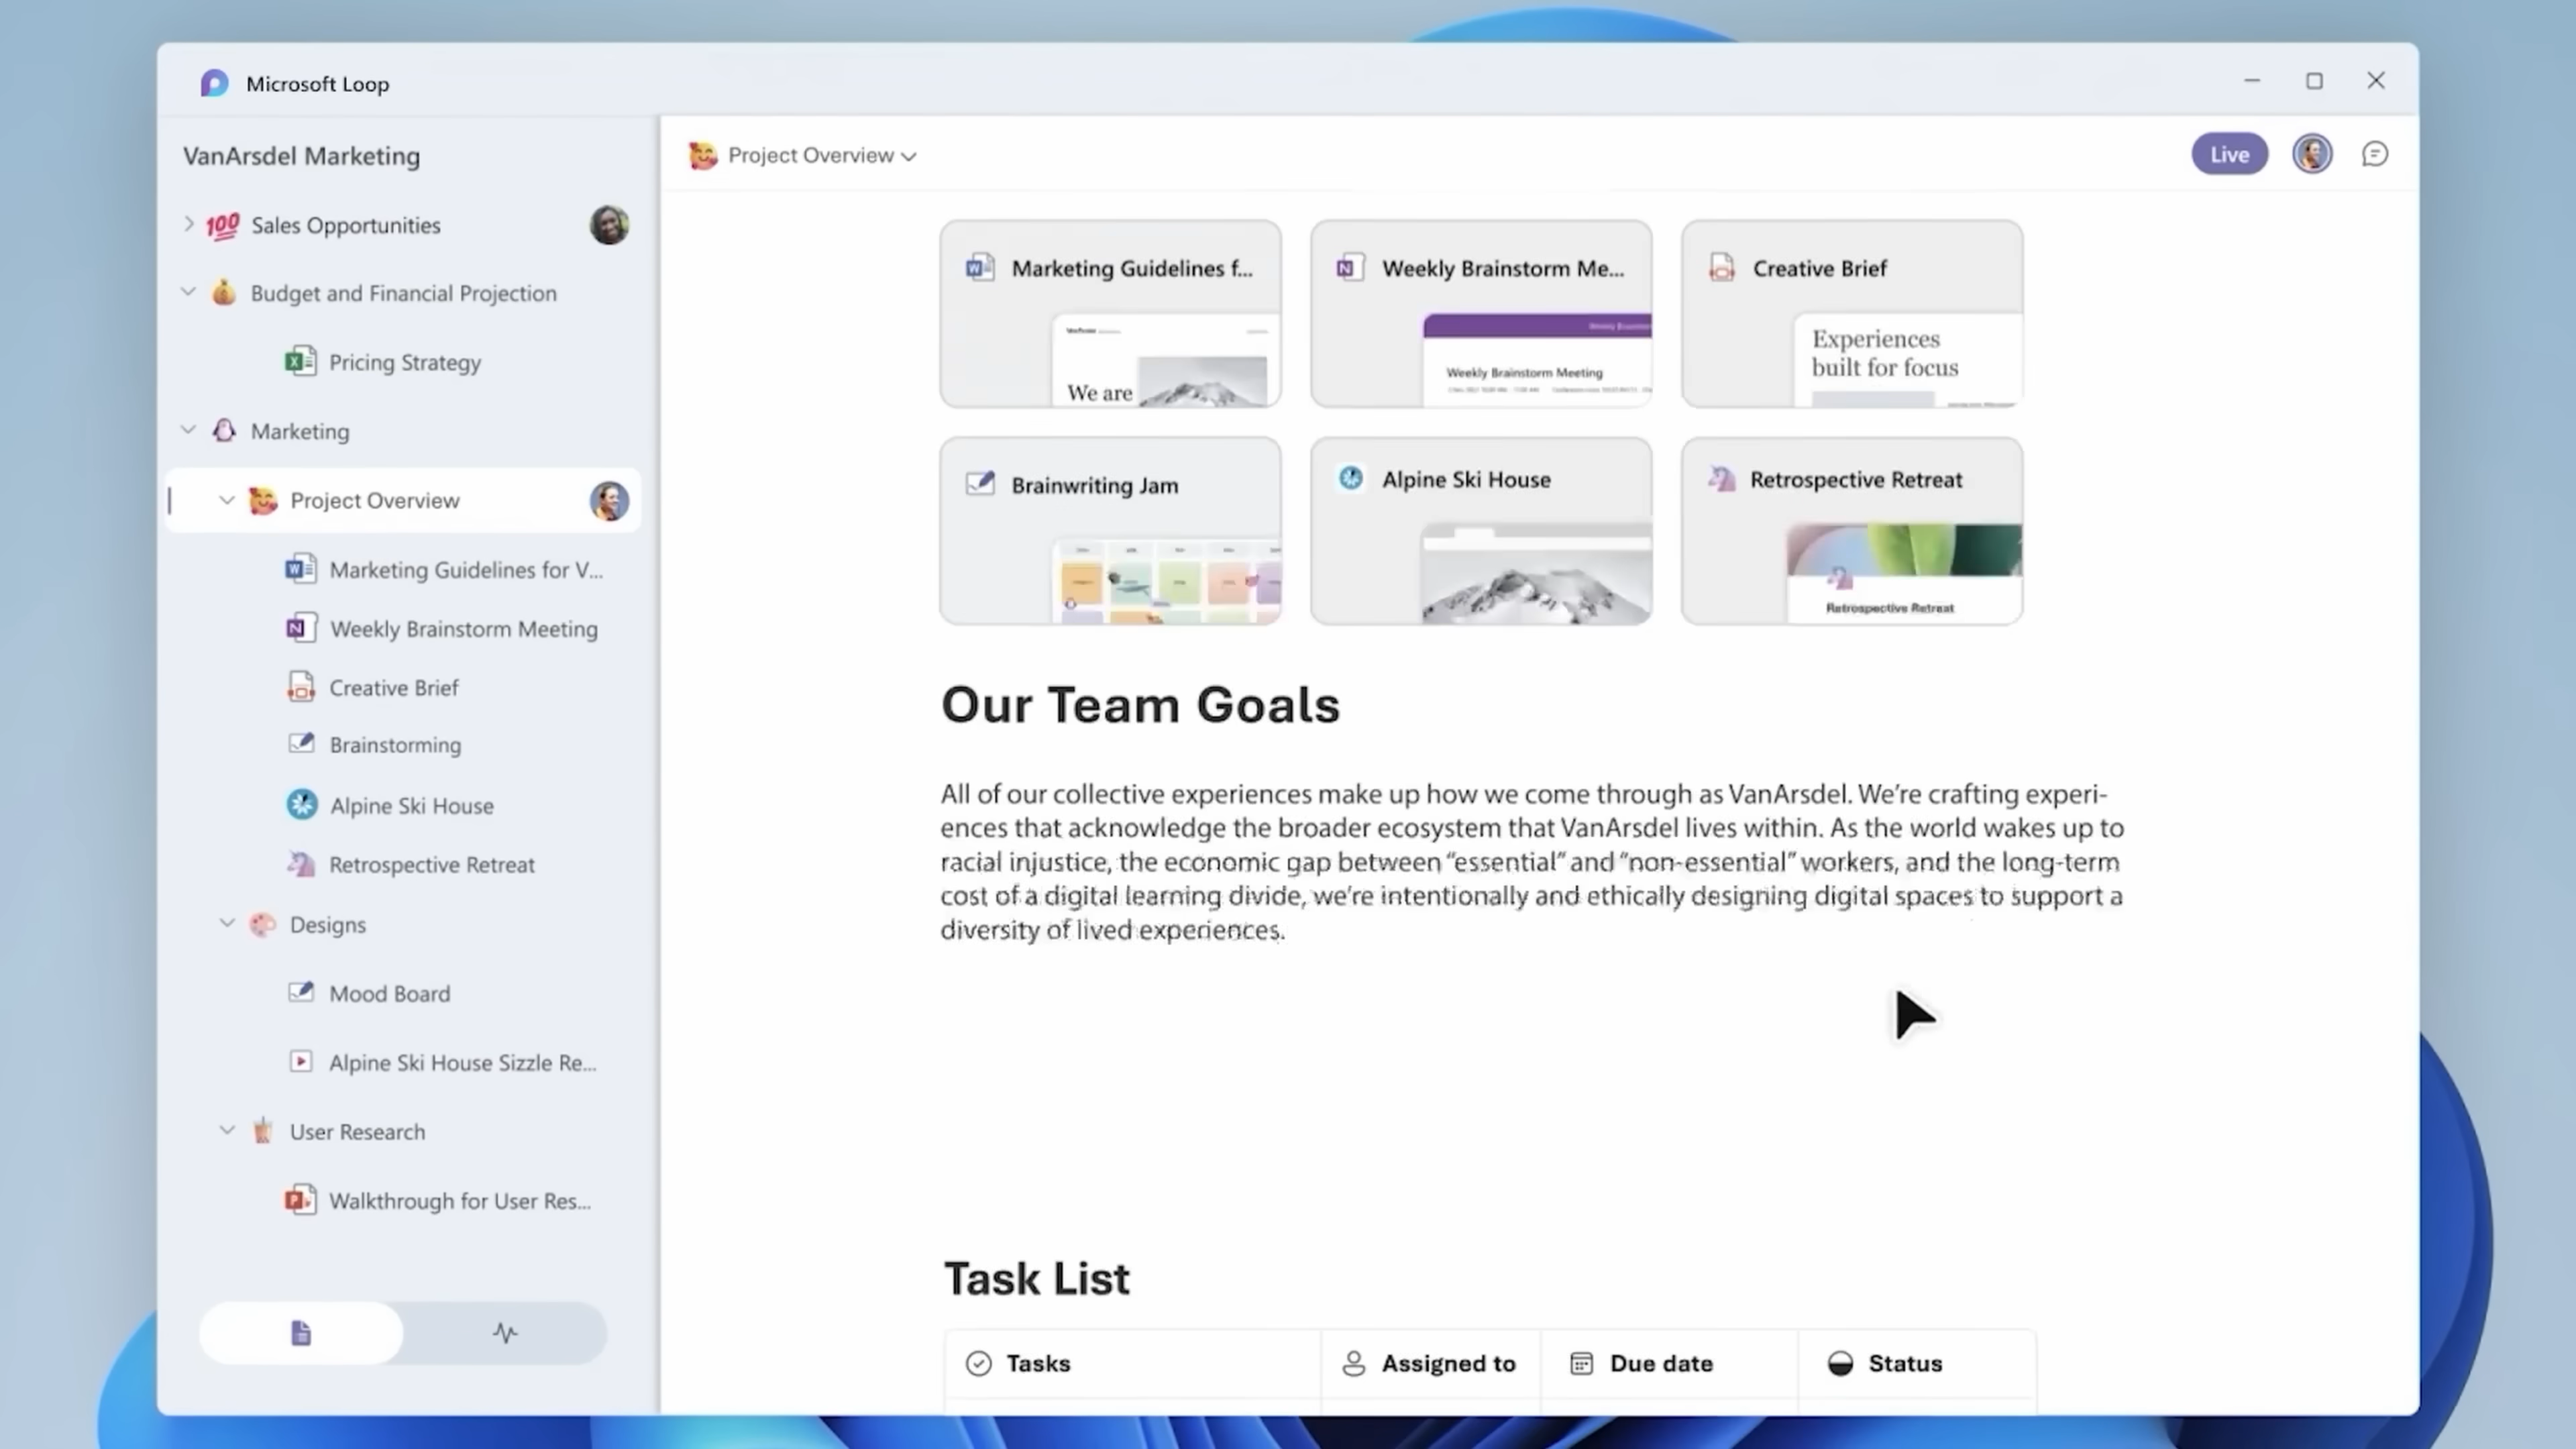 Microsoft Loop
VanArsdel Marketing
Sales Opportunities
Budget and Financial Projection
Pricing Strategy
Marketing
Project Overview
Marketing Guidelines for V...
Weekly Brainstorm Meeting
Creative Brief
Brainstorming
Alpine Ski House
Retrospective Retreat
Designs
Mood Board
Alpine Ski House Sizzle Re...
User Research
Walkthrough for User Res...
Project Overview
Live
Marketing Guidelines f...
We are
Weekly Brainstorm Me...
Weekly Brainstorm Meeting
Creative Brief
Experiences
built for focus
Brainwriting Jam
Alpine Ski House
Retrospective Retreat
Retrospective Retreat
Our Team Goals
All of our collective experiences make up how we come through as VanArsdel. We’re crafting experi-
ences that acknowledge the broader ecosystem that VanArsdel lives within. As the world wakes up to
racial injustice, the economic gap between “essential” and “non-essential” workers, and the long-term
cost of a digital learning divide, we’re intentionally and ethically designing digital spaces to support a
diversity of lived experiences.
Task List
Tasks
Assigned to
Due date
Status